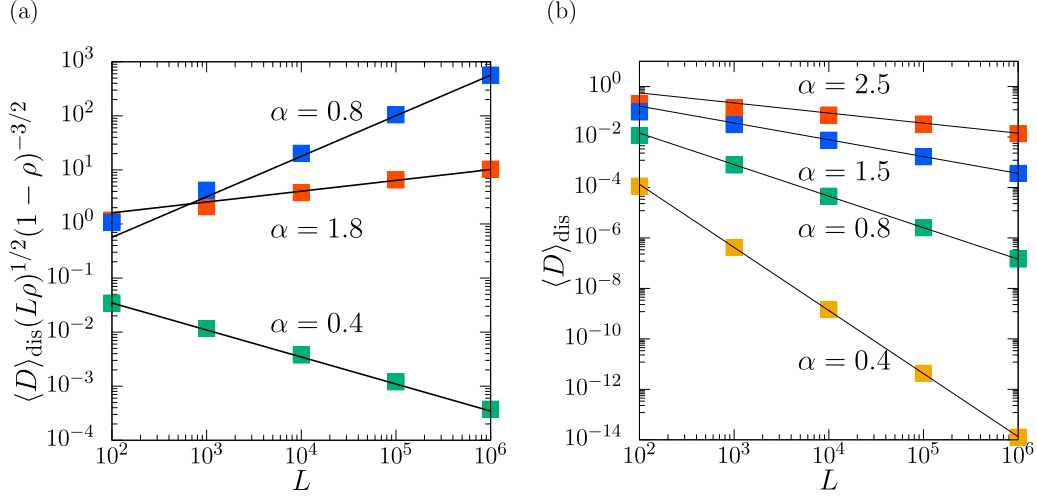 (a)
(b)
⟨D⟩dis(Lρ)^{1/2}(1 − ρ)^{−3/2}
10^3
10^2
10^1
10^0
10^{−1}
10^{−2}
10^{−3}
10^{−4}
α = 0.8
α = 1.8
α = 0.4
10^2
10^3
10^4
10^5
10^6
L
⟨D⟩dis
10^0
10^{−2}
10^{−4}
10^{−6}
10^{−8}
10^{−10}
10^{−12}
10^{−14}
α = 2.5
α = 1.5
α = 0.8
α = 0.4
10^2
10^3
10^4
10^5
10^6
L